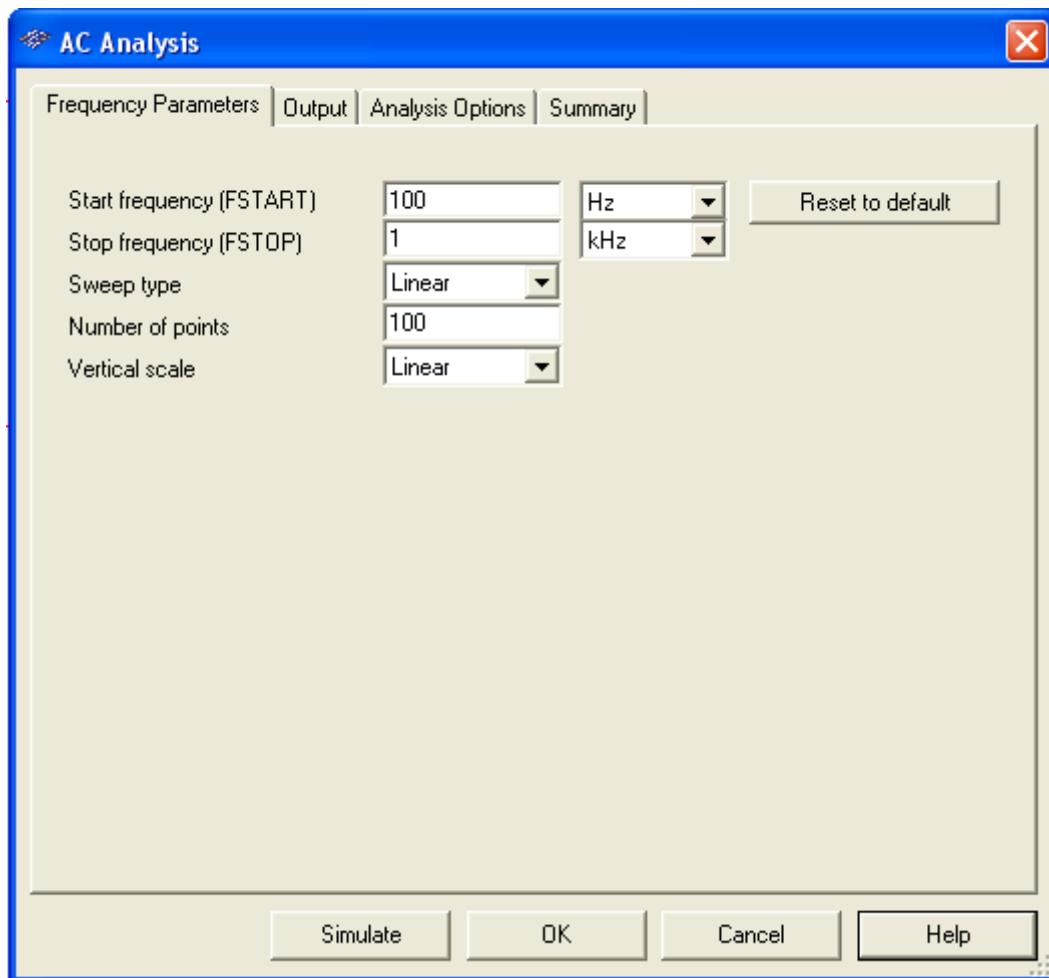 AC Analysis
Frequency Parameters Output Analysis Options Summary
Start frequency (FSTART) 100 Hz Reset to default
Stop frequency (FSTOP) 1 kHz
Sweep type Linear
Number of points 100
Vertical scale Linear
Simulate OK Cancel Help